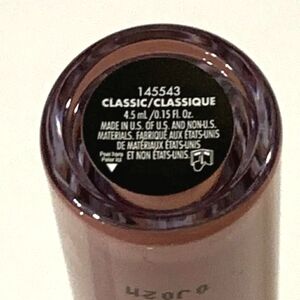 145543
CLASSIC/CLASSIQUE
4.5 mL/0.15 Fl. Oz.
MADE IN U.S. OF U.S. AND NON-U.S.
MATERIALS. FABRIQUÉ AUX ÉTATS-UNIS
DE MATÉRIAUX ÉTATS-UNIS
ET NON ÉTATS-UNIS.